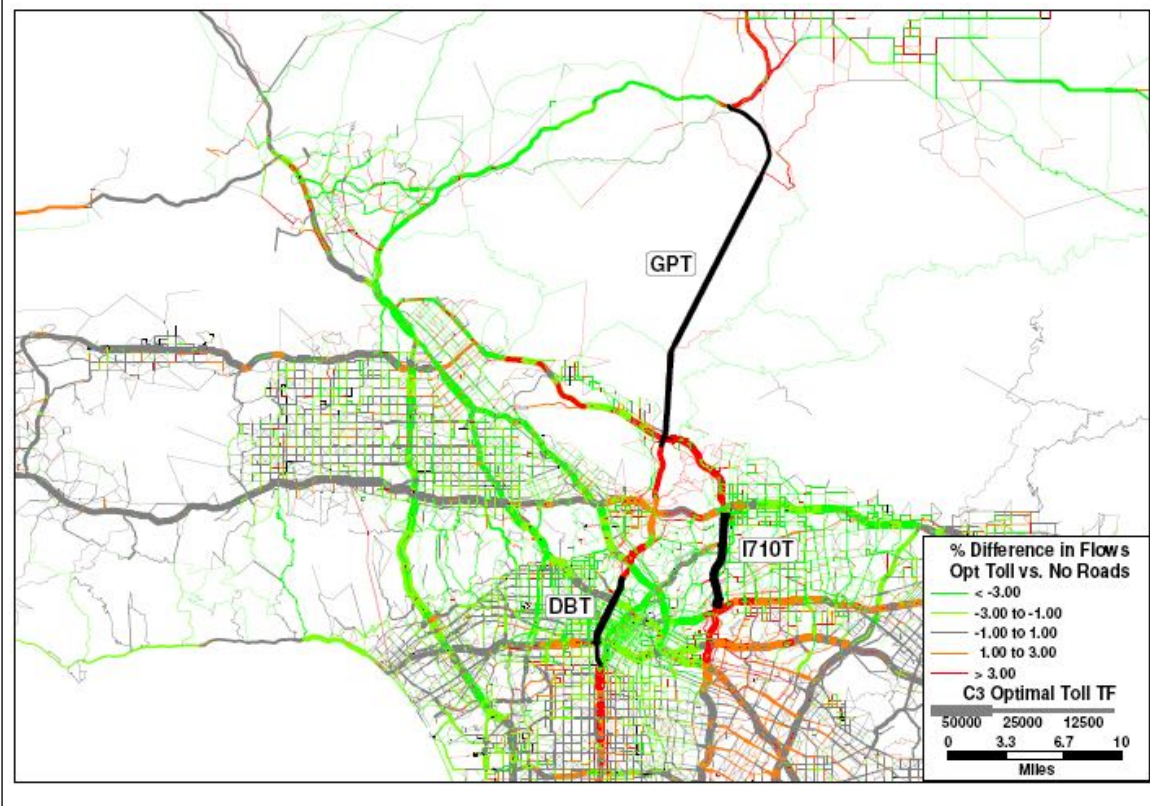 GPT
I710T
DBT
% Difference in Flows
Opt Toll vs. No Roads
< -3.00
-3.00 to -1.00
-1.00 to 1.00
1.00 to 3.00
> 3.00
C3 Optimal Toll TF
50000 25000 12500
0 3.3 6.7 10
Miles